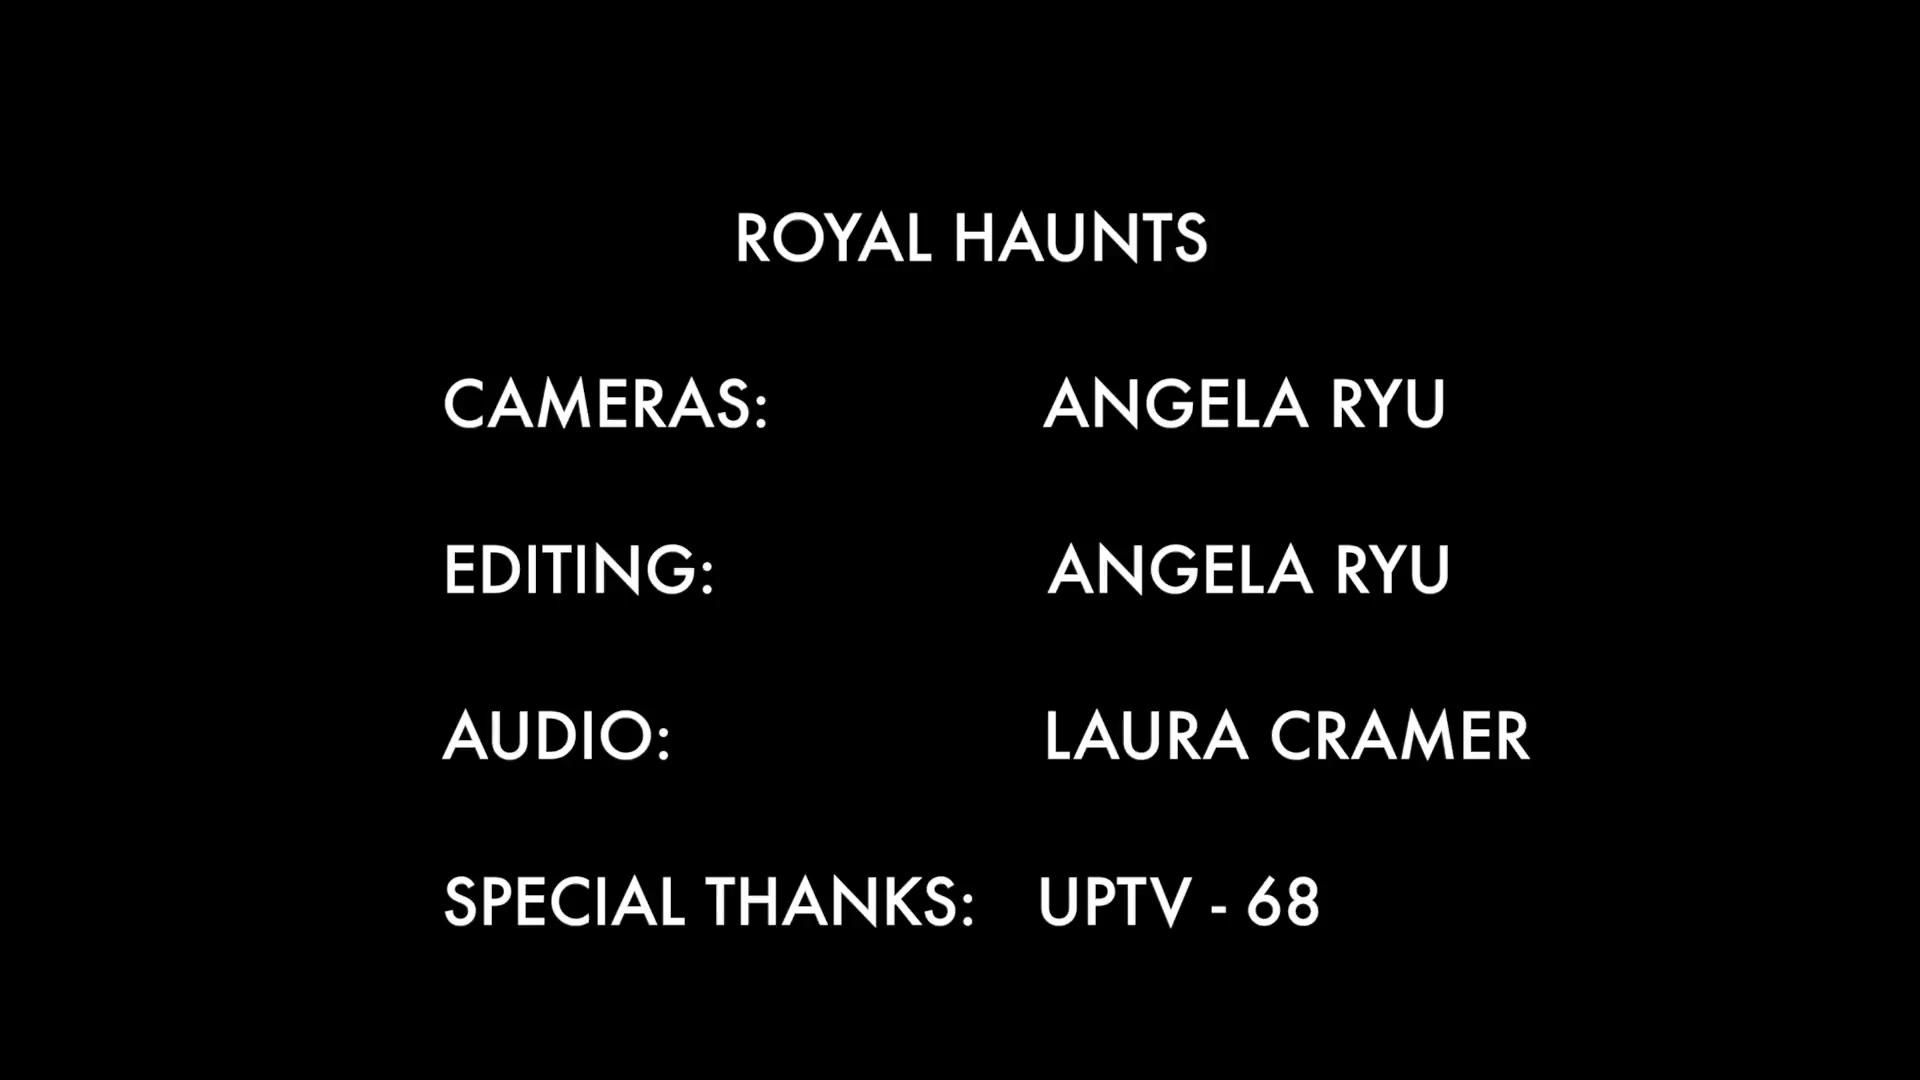 ROYAL HAUNTS
CAMERAS: ANGELA RYU
EDITING: ANGELA RYU
AUDIO: LAURA CRAMER
SPECIAL THANKS: UPTV - 68